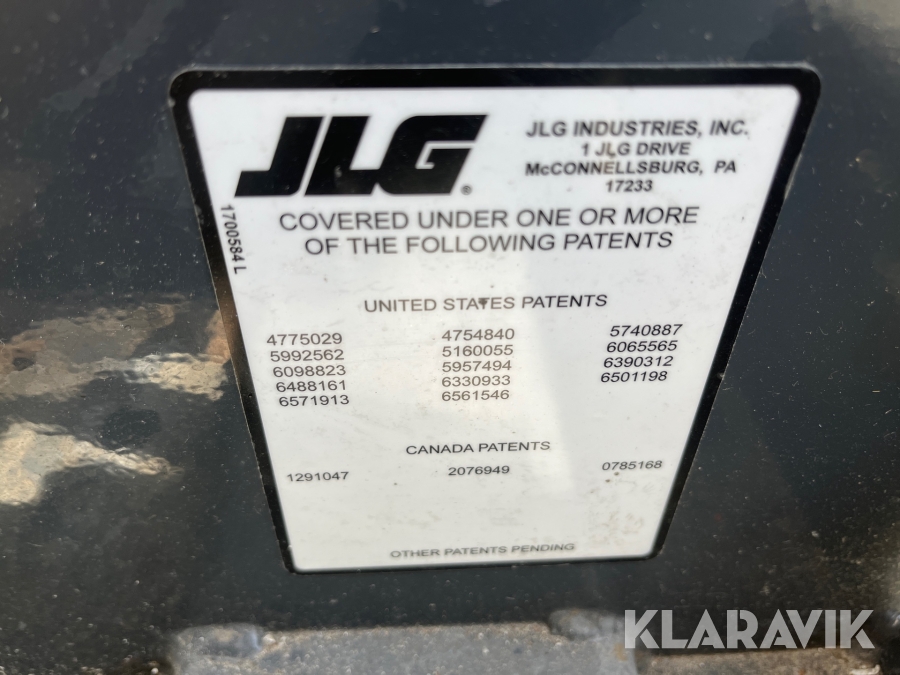 JLG®
JLG INDUSTRIES, INC.
1 JLG DRIVE
McCONNELLSBURG, PA
17233
1700584 L
COVERED UNDER ONE OR MORE
OF THE FOLLOWING PATENTS
UNITED STATES PATENTS
4775029 4754840 5740887
5992562 5160055 6065565
6098823 5957494 6390312
6488161 6330933 6501198
6571913 6561546
CANADA PATENTS
1291047 2076949 0785168
OTHER PATENTS PENDING
KLARAVIK